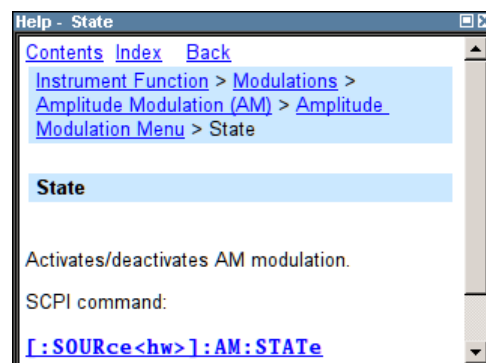 Help - State
Contents Index Back
Instrument Function > Modulations >
Amplitude Modulation (AM) > Amplitude
Modulation Menu > State
State
Activates/deactivates AM modulation.
SCPI command:
[:SOURce<hw>]:AM:STATe